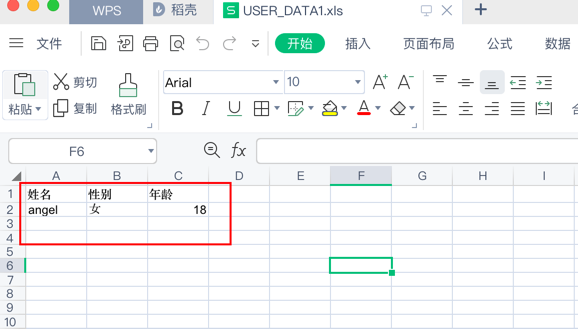 WPS 稻壳 USER_DATA1.xls
文件 开始 插入 页面布局 公式 数据
剪切 Arial 10 A+ A-
粘贴 复制 格式刷 B I U A
F6 fx
A B C D E F G H I
1 姓名 性别 年龄
2 angel 女 18
3
4
5
6
7
8
9
10